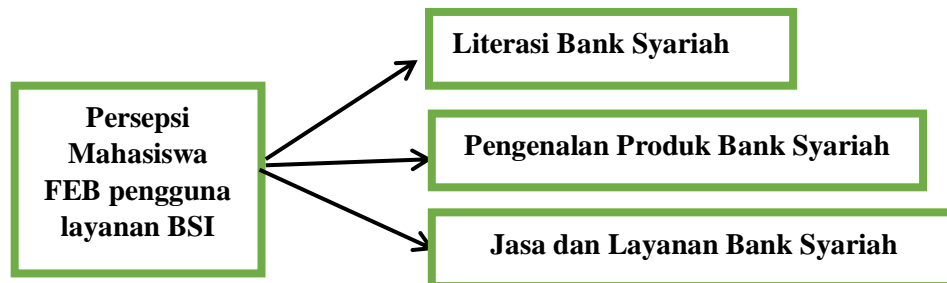 Persepsi
Mahasiswa
FEB pengguna
layanan BSI
Literasi Bank Syariah
Pengenalan Produk Bank Syariah
Jasa dan Layanan Bank Syariah